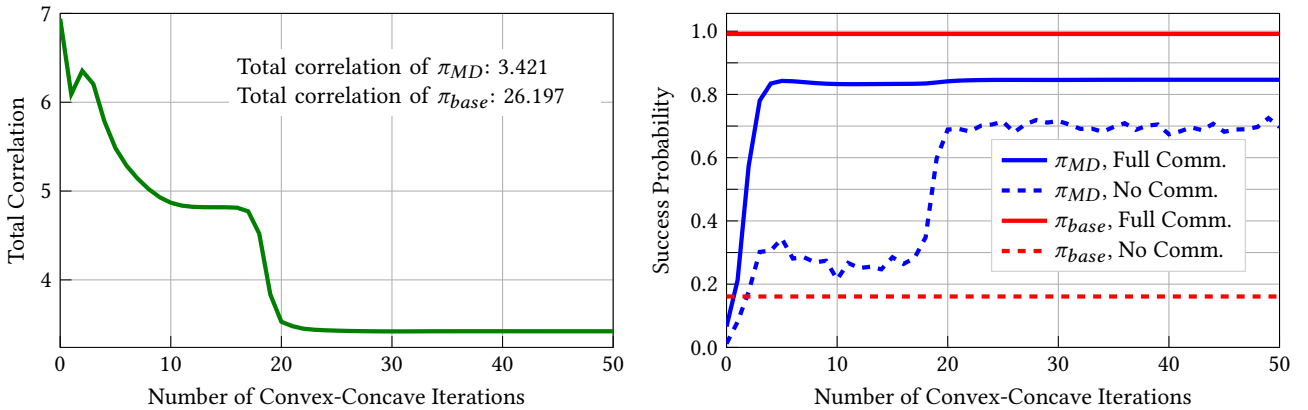 7
6
5
4
Total Correlation
Total correlation of π_MD: 3.421
Total correlation of π_base: 26.197
0 10 20 30 40 50
Number of Convex-Concave Iterations
1.0
0.8
0.6
0.4
0.2
0.0
Success Probability
π_MD, Full Comm.
π_MD, No Comm.
π_base, Full Comm.
π_base, No Comm.
0 10 20 30 40 50
Number of Convex-Concave Iterations